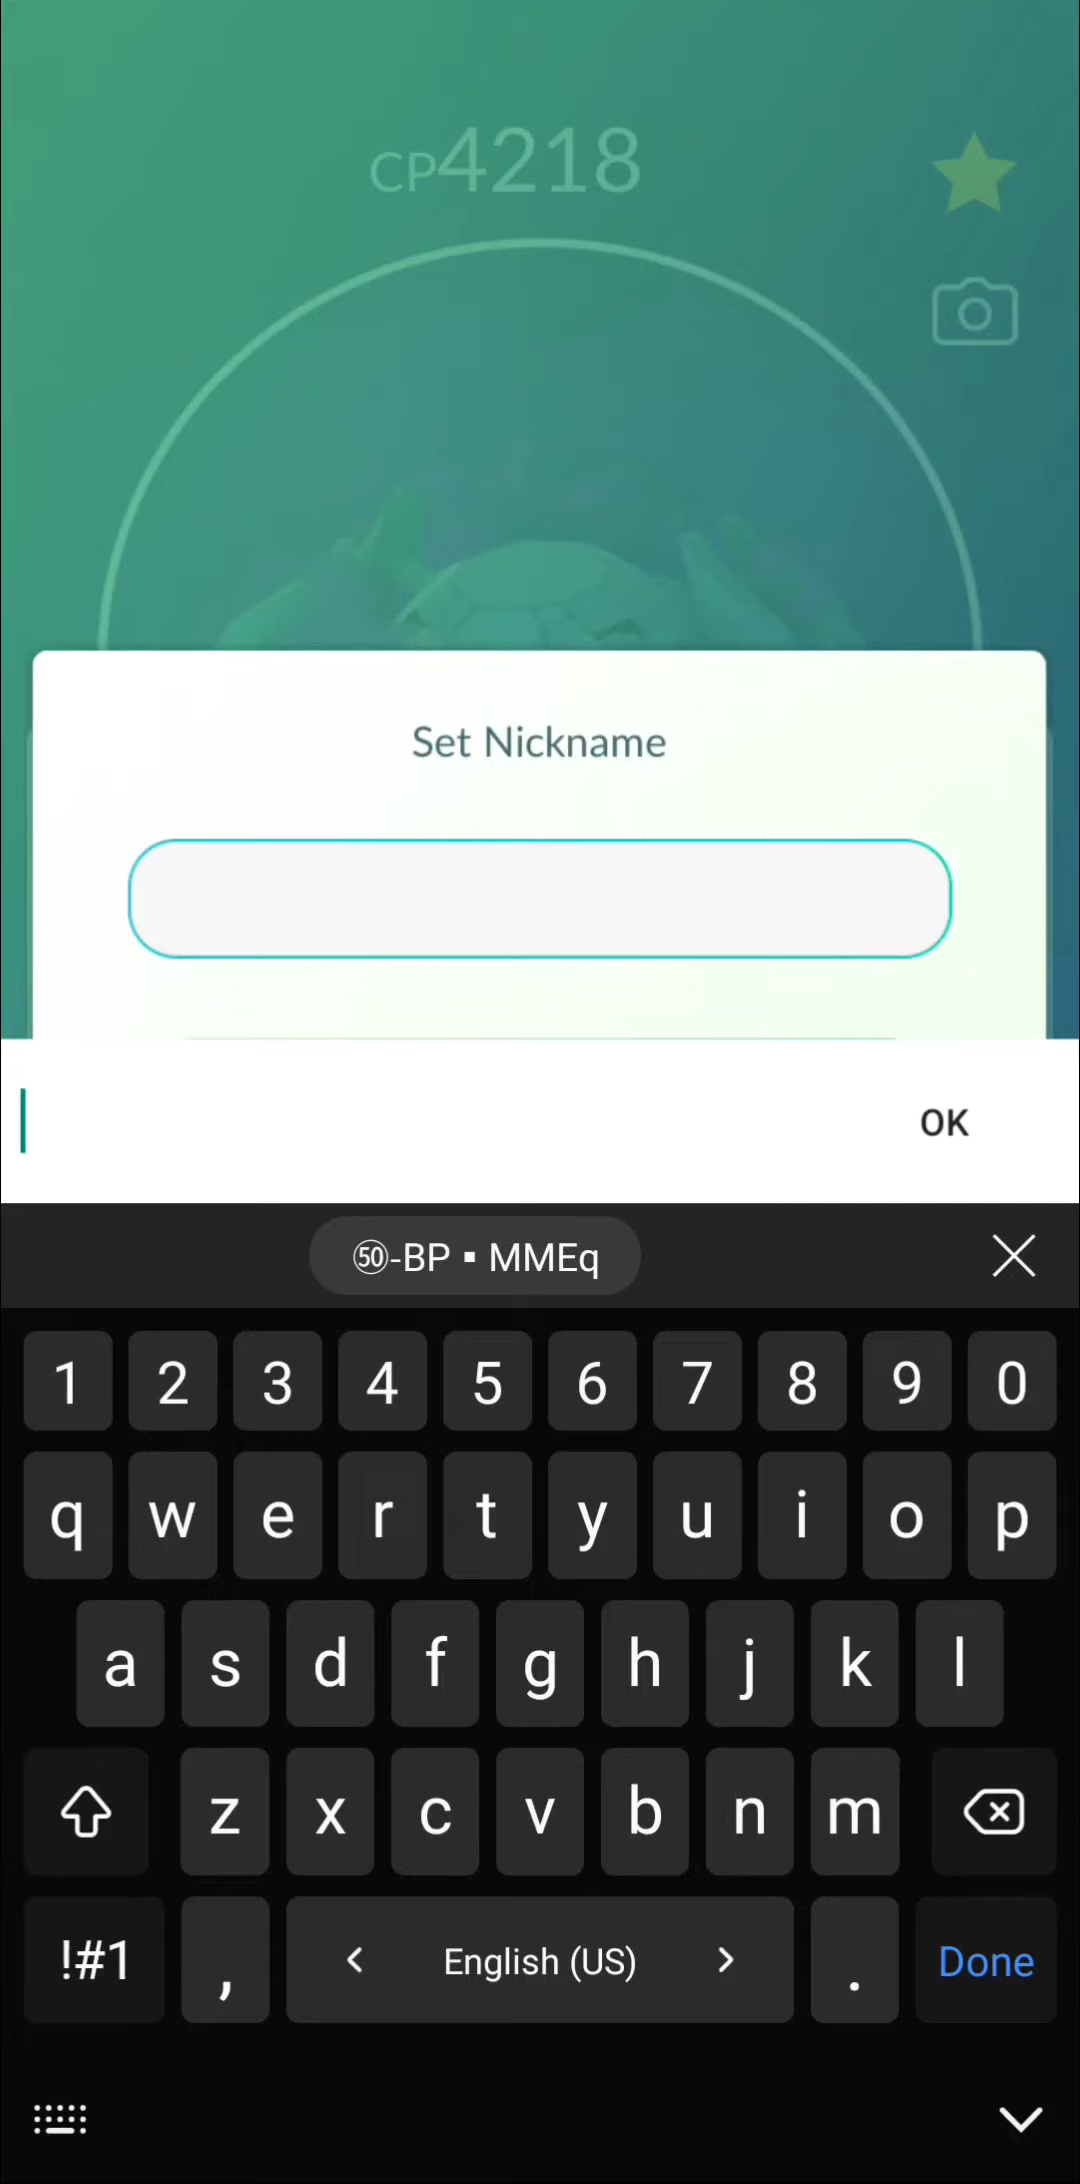 CP4218
Set Nickname
OK
㊿-BP ▪ MMEq
1 2 3 4 5 6 7 8 9 0
q w e r t y u i o p
a s d f g h j k l
z x c v b n m
!#1 , < English (US) > . Done